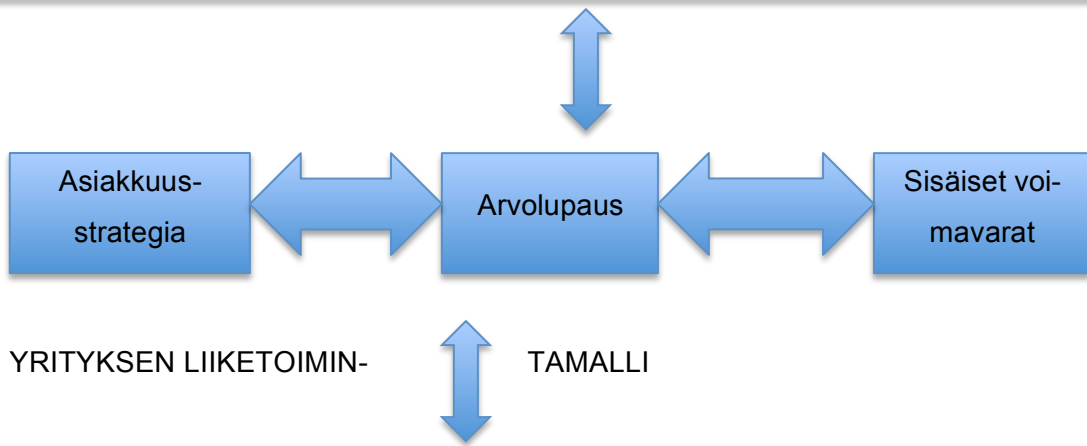 Asiakkuus-
strategia
Arvolupaus
Sisäiset voi-
mavarat
YRITYKSEN LIIKETOIMIN- TAMALLI